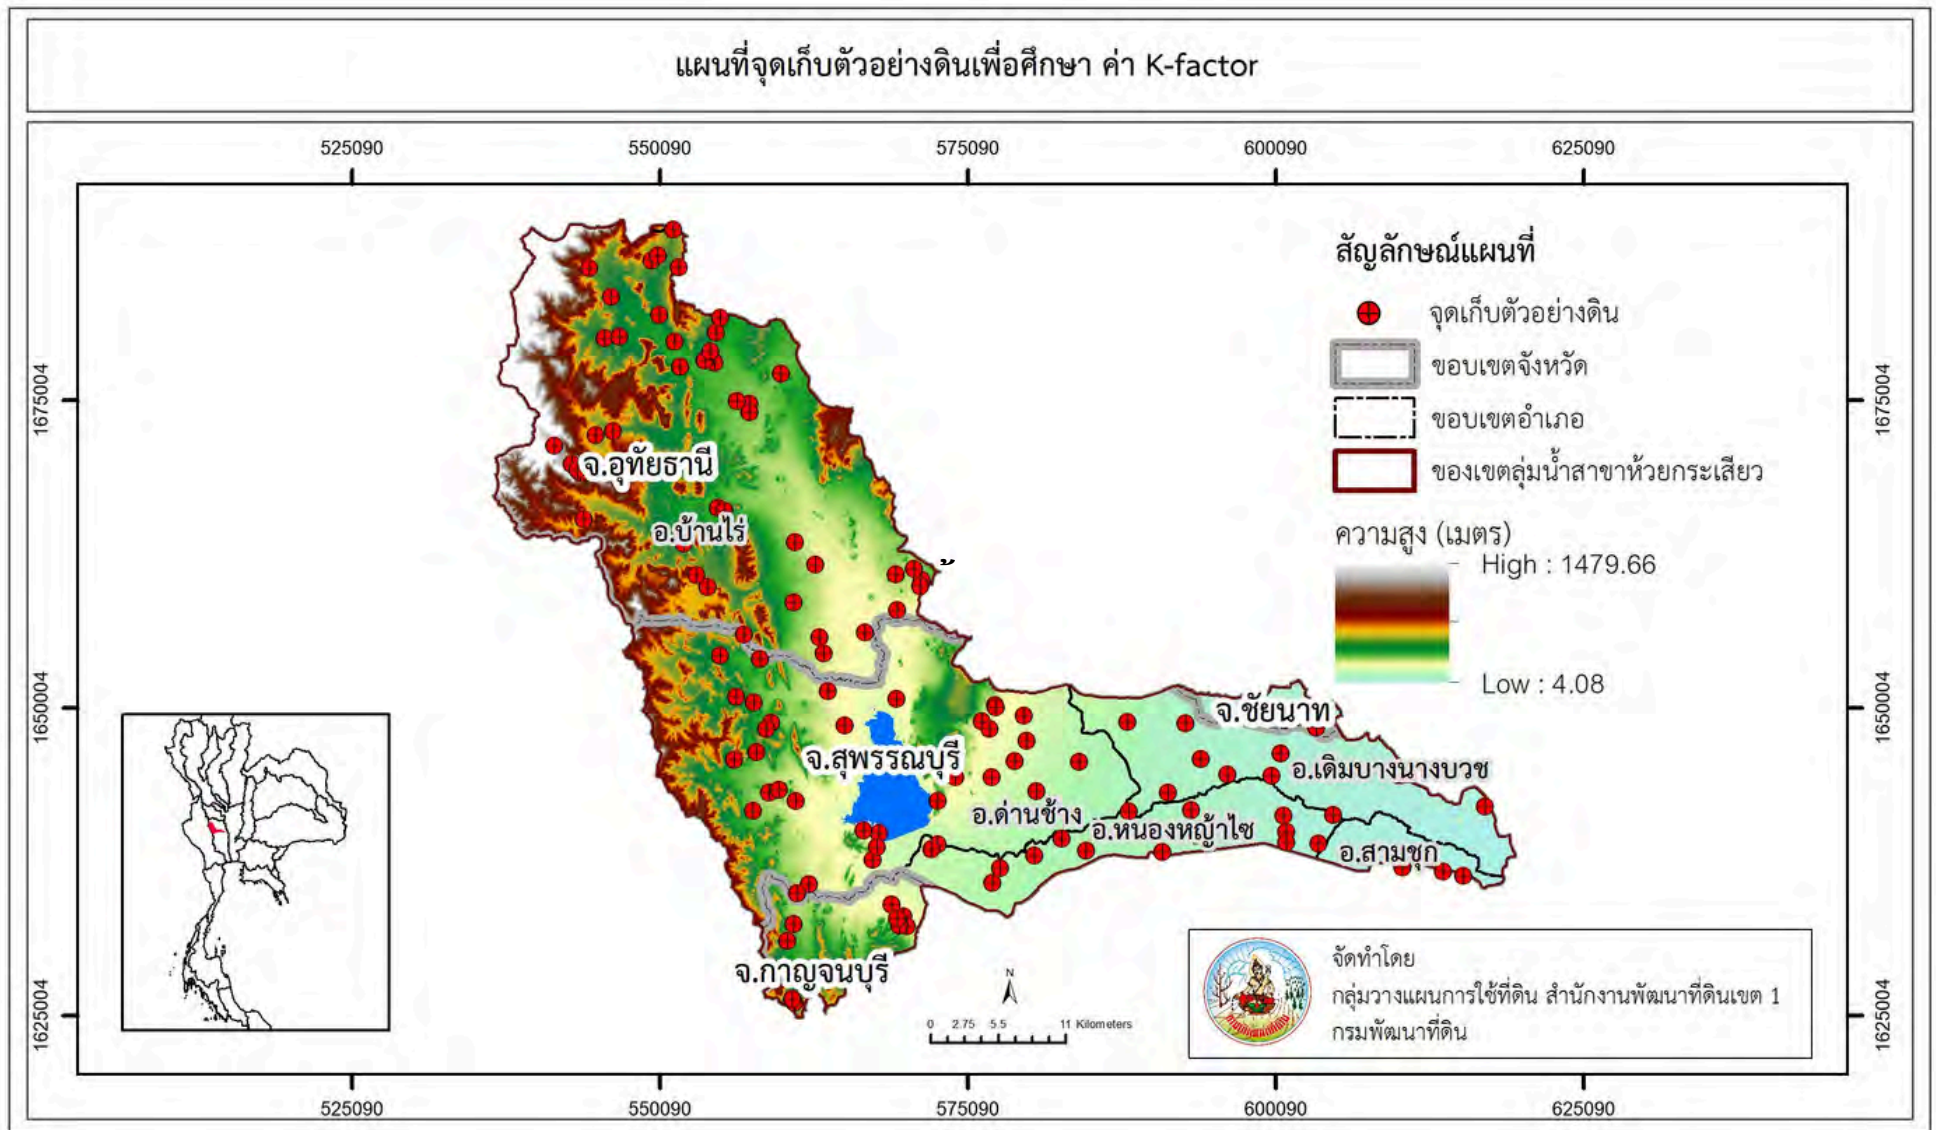 แผนที่จุดเก็บตัวอย่างดินเพื่อศึกษา ค่า K-factor
525090 550090 575090 600090 625090
สัญลักษณ์แผนที่
จุดเก็บตัวอย่างดิน
ขอบเขตจังหวัด
ขอบเขตอำเภอ
ของเขตลุ่มน้ำสาขาห้วยกระเสียว
ความสูง (เมตร)
High : 1479.66
Low : 4.08
1675004 1675004
1650004 1650004
1625004 1625004
จ.อุทัยธานี
อ.บ้านไร่
จ.ชัยนาท
จ.สุพรรณบุรี
อ.เดิมบางนางบวช
อ.ด่านช้าง
อ.หนองหญ้าไซ
อ.สามชุก
จ.กาญจนบุรี
N
0 2.75 5.5 11 Kilometers
จัดทำโดย
กลุ่มวางแผนการใช้ที่ดิน สำนักงานพัฒนาที่ดินเขต 1
กรมพัฒนาที่ดิน
525090 550090 575090 600090 625090